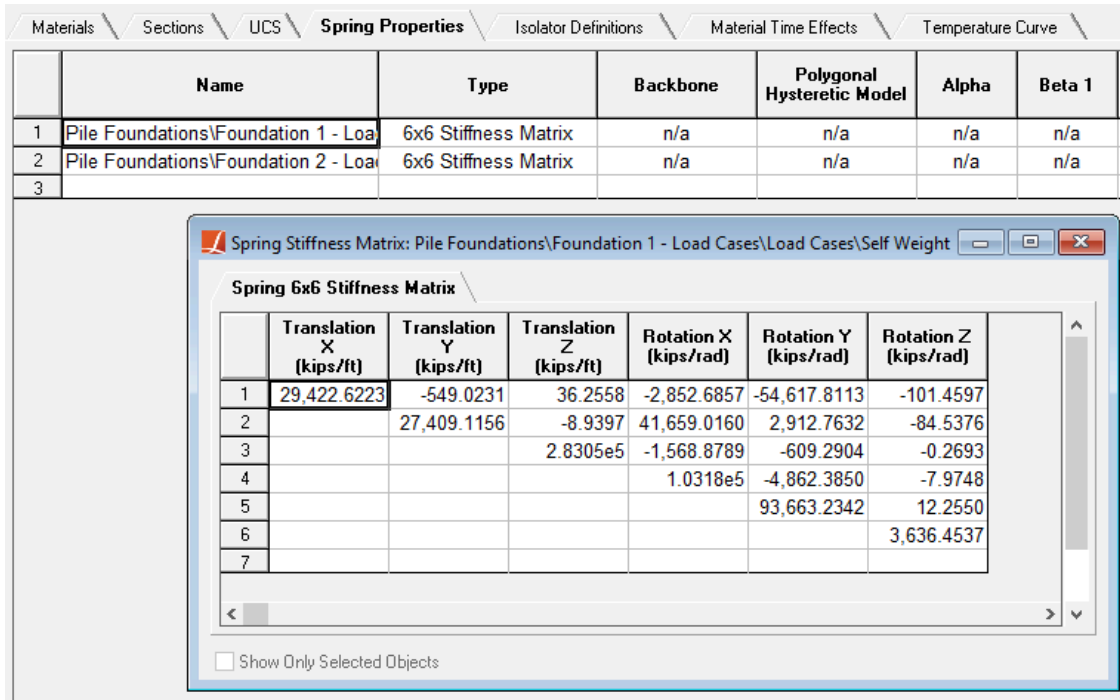 Materials Sections UCS Spring Properties Isolator Definitions Material Time Effects Temperature Curve
Name Type Backbone Polygonal Hysteretic Model Alpha Beta 1
1 Pile Foundations\Foundation 1 - Load 6x6 Stiffness Matrix n/a n/a n/a n/a
2 Pile Foundations\Foundation 2 - Load 6x6 Stiffness Matrix n/a n/a n/a n/a
3
Spring Stiffness Matrix: Pile Foundations\Foundation 1 - Load Cases\Load Cases\Self Weight
Spring 6x6 Stiffness Matrix
Translation X (kips/ft) Translation Y (kips/ft) Translation Z (kips/ft) Rotation X (kips/rad) Rotation Y (kips/rad) Rotation Z (kips/rad)
1 29,422.6223 -549.0231 36.2558 -2,852.6857 -54,617.8113 -101.4597
2 27,409.1156 -8.9397 41,659.0160 2,912.7632 -84.5376
3 2.8305e5 -1,568.8789 -609.2904 -0.2693
4 1.0318e5 -4,862.3850 -7.9748
5 93,663.2342 12.2550
6 3,636.4537
7
Show Only Selected Objects